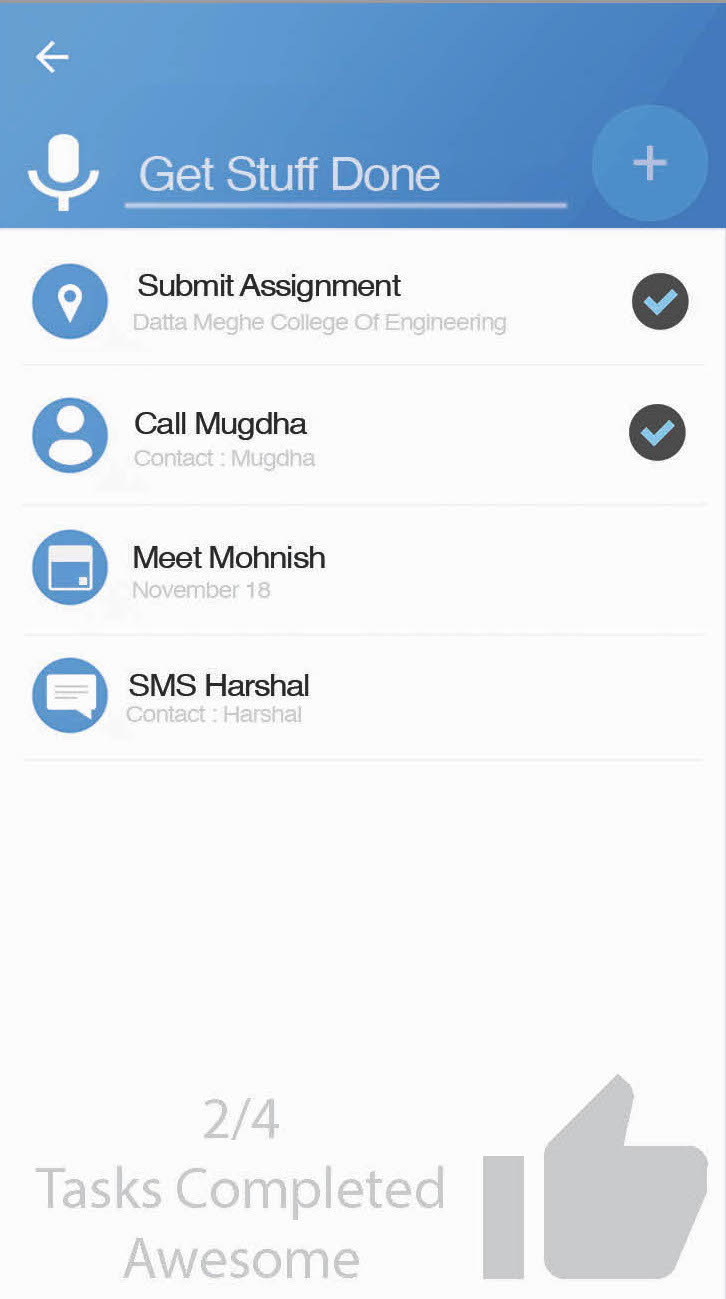 Get Stuff Done
Submit Assignment
Datta Meghe College Of Engineering
Call Mugdha
Contact : Mugdha
Meet Mohnish
November 18
SMS Harshal
Contact : Harshal
2/4
Tasks Completed
Awesome